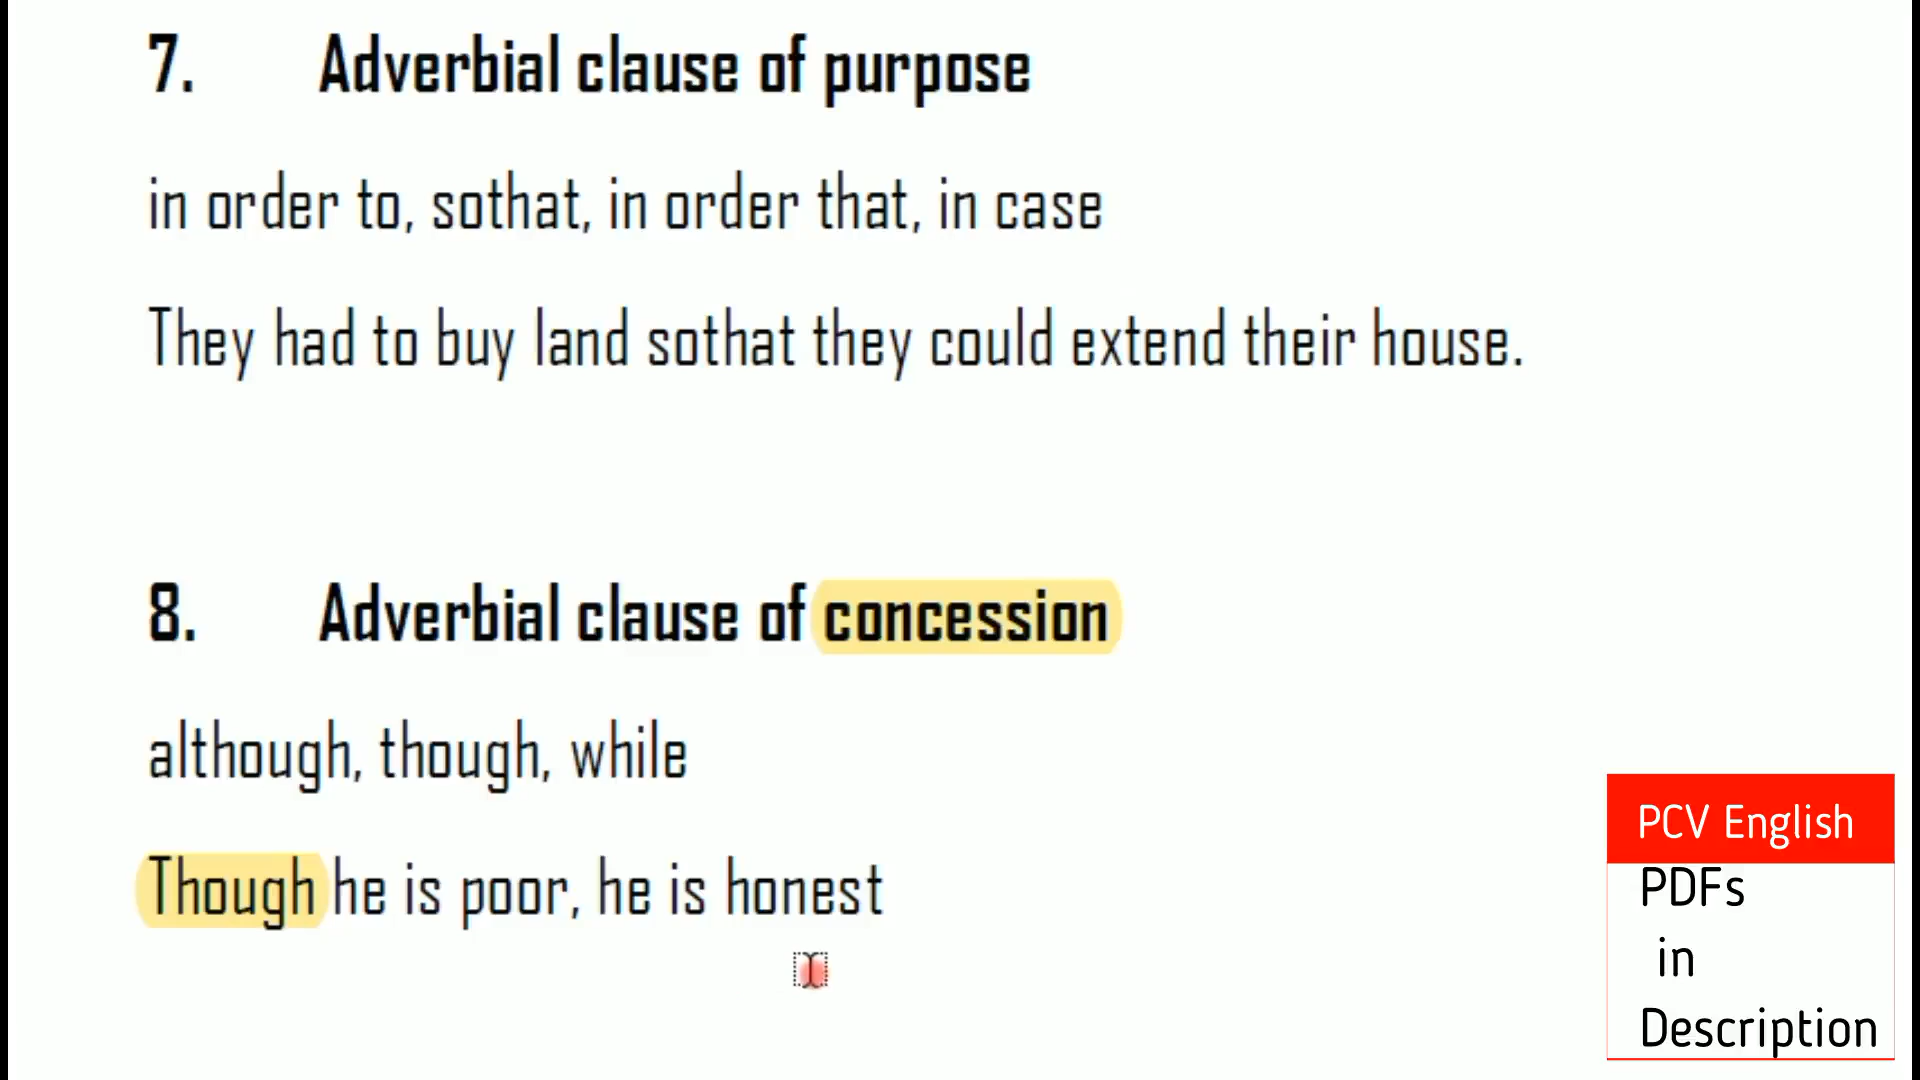 7. Adverbial clause of purpose
in order to, sothat, in order that, in case
They had to buy land sothat they could extend their house.
8. Adverbial clause of concession
although, though, while
Though he is poor, he is honest
PCV English
PDFs
in
Description